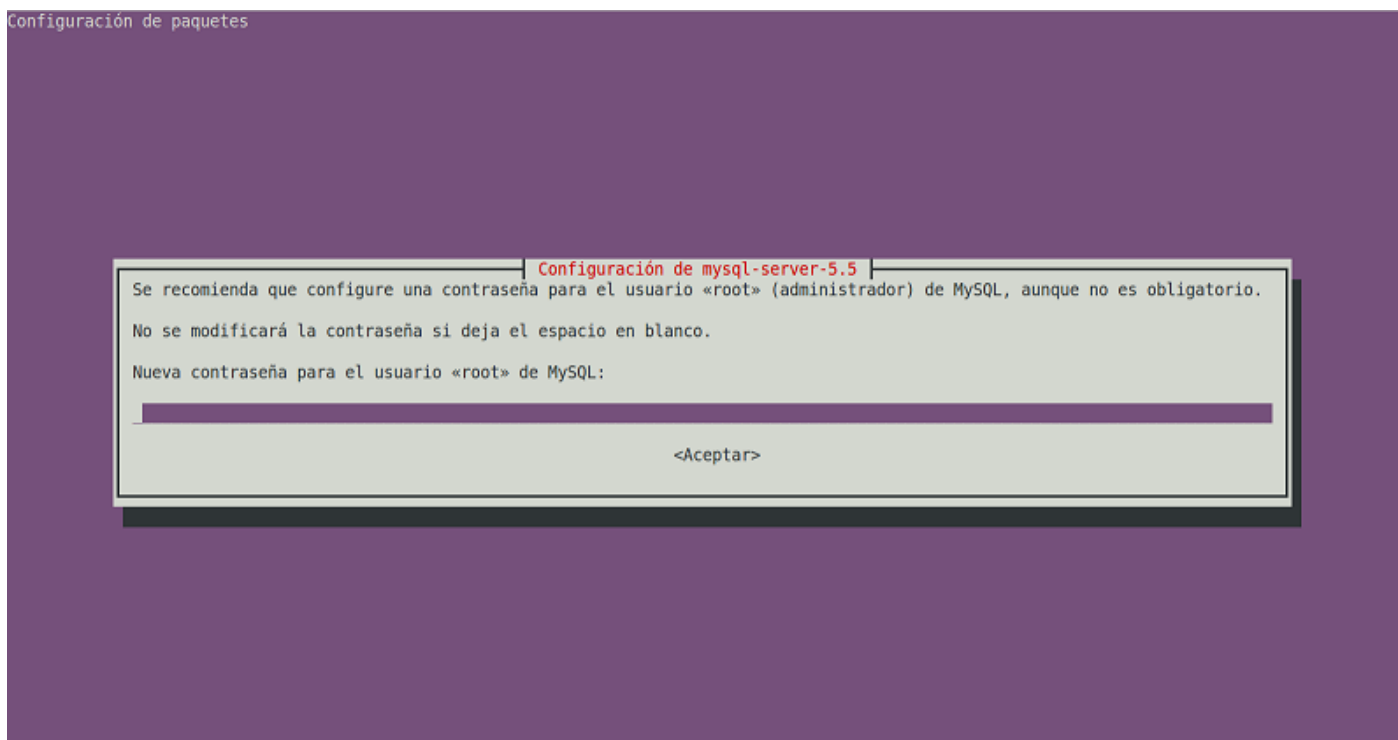 Configuración de paquetes
Configuración de mysql-server-5.5
Se recomienda que configure una contraseña para el usuario «root» (administrador) de MySQL, aunque no es obligatorio.
No se modificará la contraseña si deja el espacio en blanco.
Nueva contraseña para el usuario «root» de MySQL:
<Aceptar>